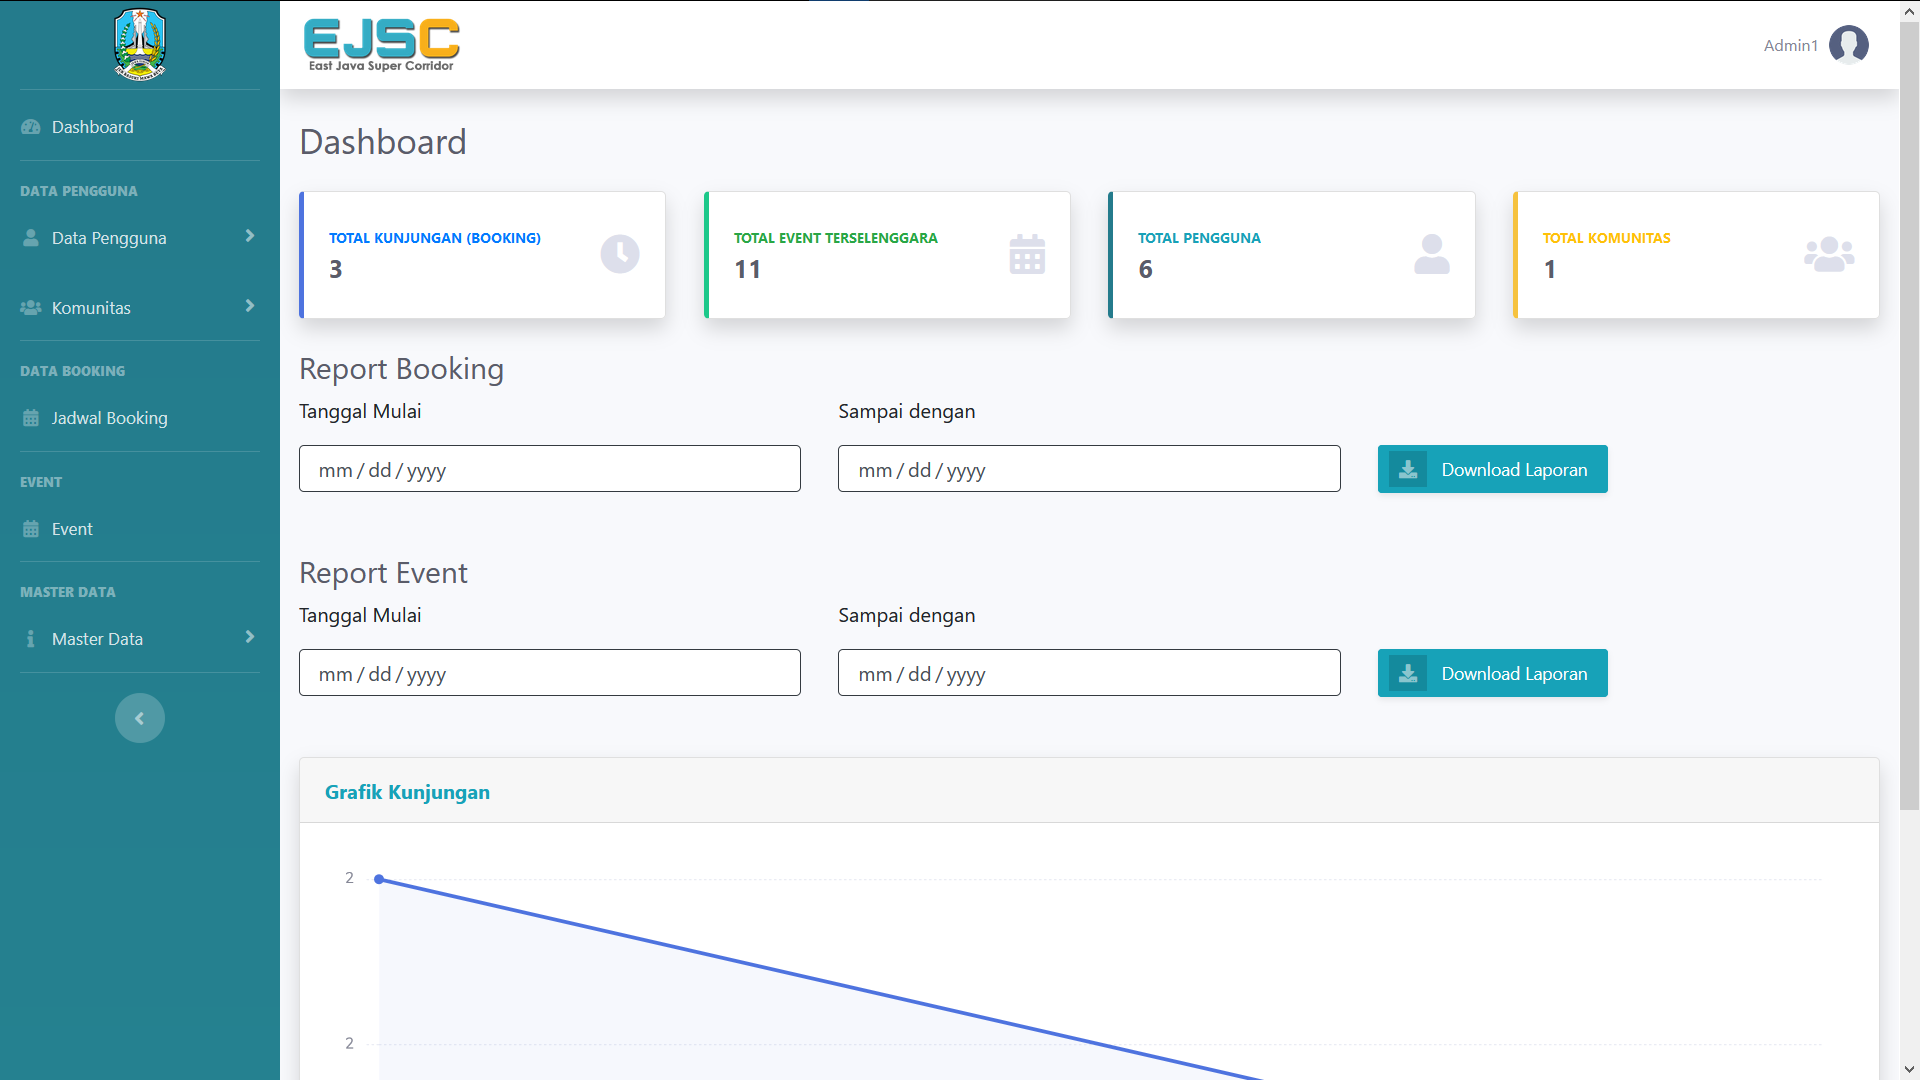 Dashboard
DATA PENGGUNA
Data Pengguna
Komunitas
DATA BOOKING
Jadwal Booking
EVENT
Event
MASTER DATA
Master Data
EJSC
East Java Super Corridor
Admin1
Dashboard
TOTAL KUNJUNGAN (BOOKING)
3
TOTAL EVENT TERSELENGGARA
11
TOTAL PENGGUNA
6
TOTAL KOMUNITAS
1
Report Booking
Tanggal Mulai
Sampai dengan
mm/dd/yyyy
mm/dd/yyyy
Download Laporan
Report Event
Tanggal Mulai
Sampai dengan
mm/dd/yyyy
mm/dd/yyyy
Download Laporan
Grafik Kunjungan
2
2